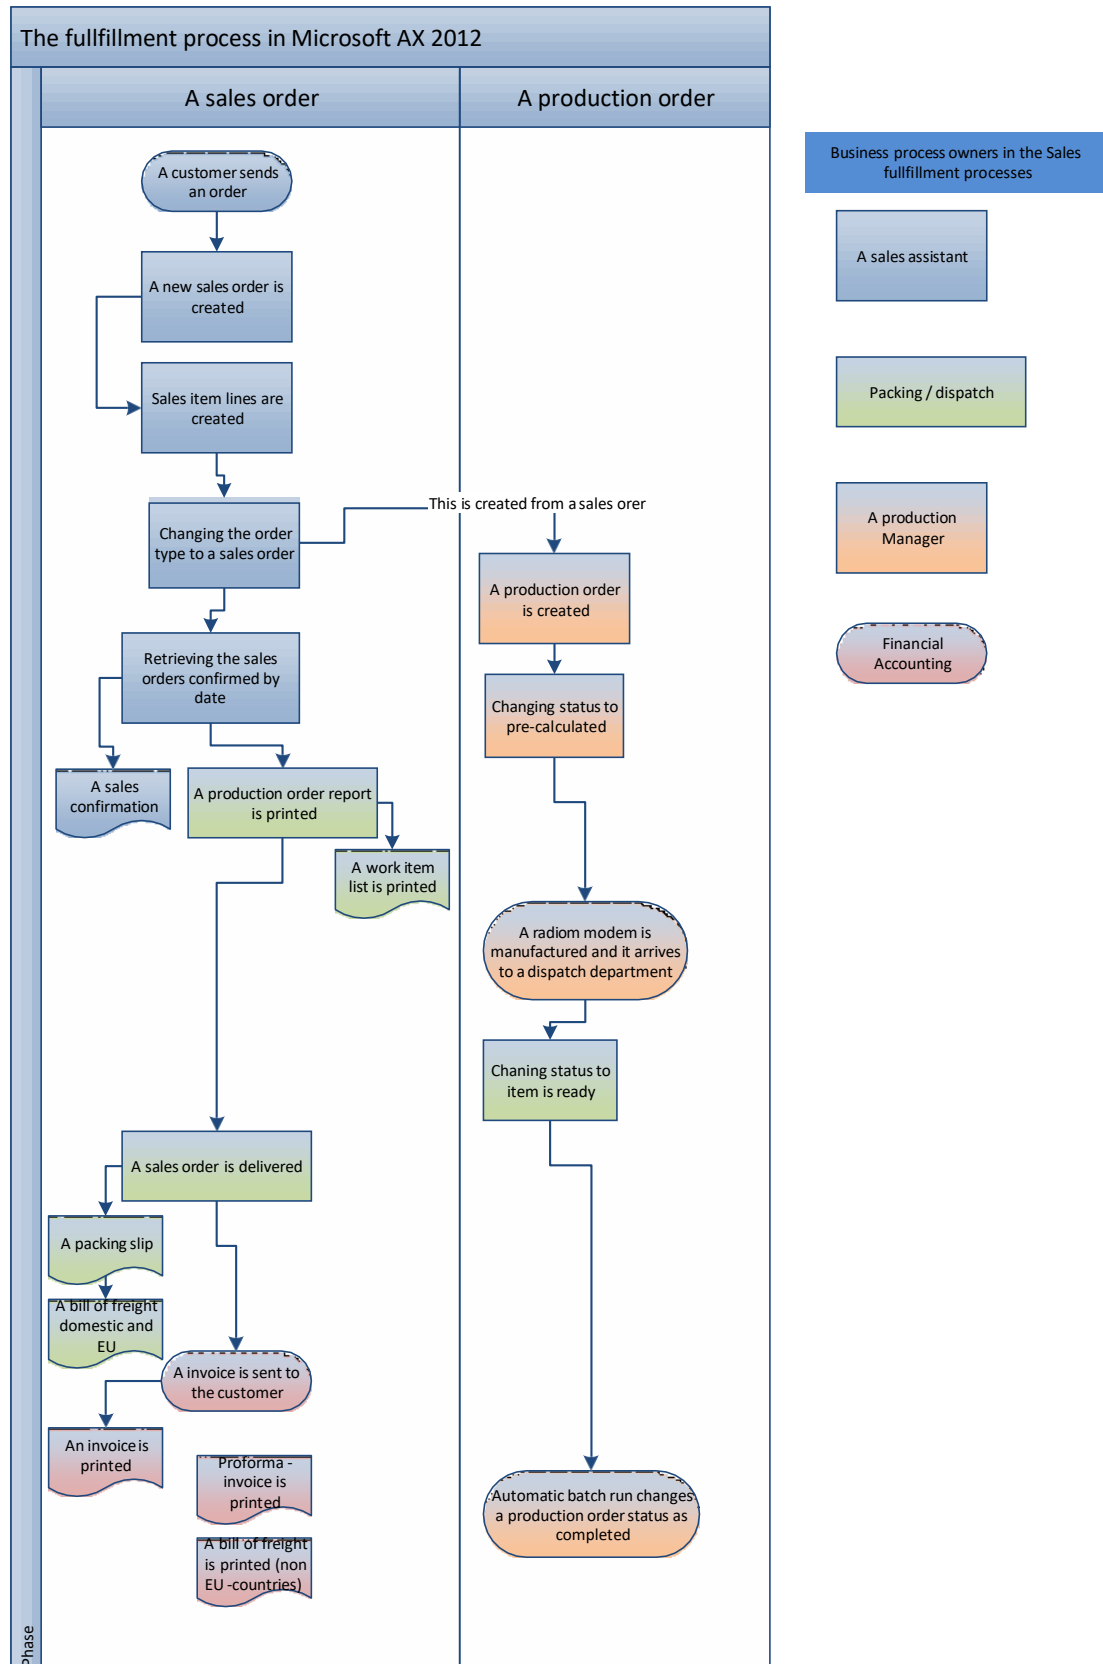 The fullfillment process in Microsoft AX 2012
A sales order
A production order
Business process owners in the Sales
fullfillment processes
A customer sends
an order
A sales assistant
A new sales order is
created
Packing / dispatch
Sales item lines are
created
This is created from a sales orer
Changing the order
type to a sales order
A production
Manager
A production order
is created
Financial
Accounting
Retrieving the sales
orders confirmed by
date
Changing status to
pre-calculated
A sales
confirmation
A production order report
is printed
A work item
list is printed
A radiom modem is
manufactured and it arrives
to a dispatch department
Chaning status to
item is ready
A sales order is delivered
A packing slip
A bill of freight
domestic and
EU
A invoice is sent to
the customer
An invoice is
printed
Proforma -
invoice is
printed
Automatic batch run changes
a production order status as
completed
A bill of freight
is printed (non
EU -countries)
Phase